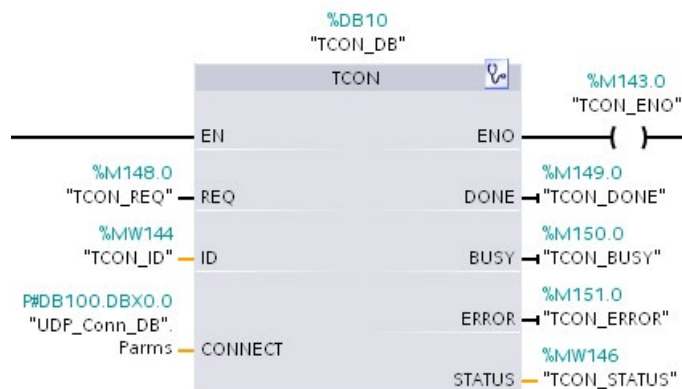 %DB10
"TCON_DB"
TCON
%M143.0
"TCON_ENO"
EN
ENO
%M148.0
"TCON_REQ"
REQ
DONE
%M149.0
"TCON_DONE"
%MW144
"TCON_ID"
ID
BUSY
%M150.0
"TCON_BUSY"
P#DB100.DBX0.0
"UDP_Conn_DB".
Parms
CONNECT
ERROR
%M151.0
"TCON_ERROR"
STATUS
%MW146
"TCON_STATUS"